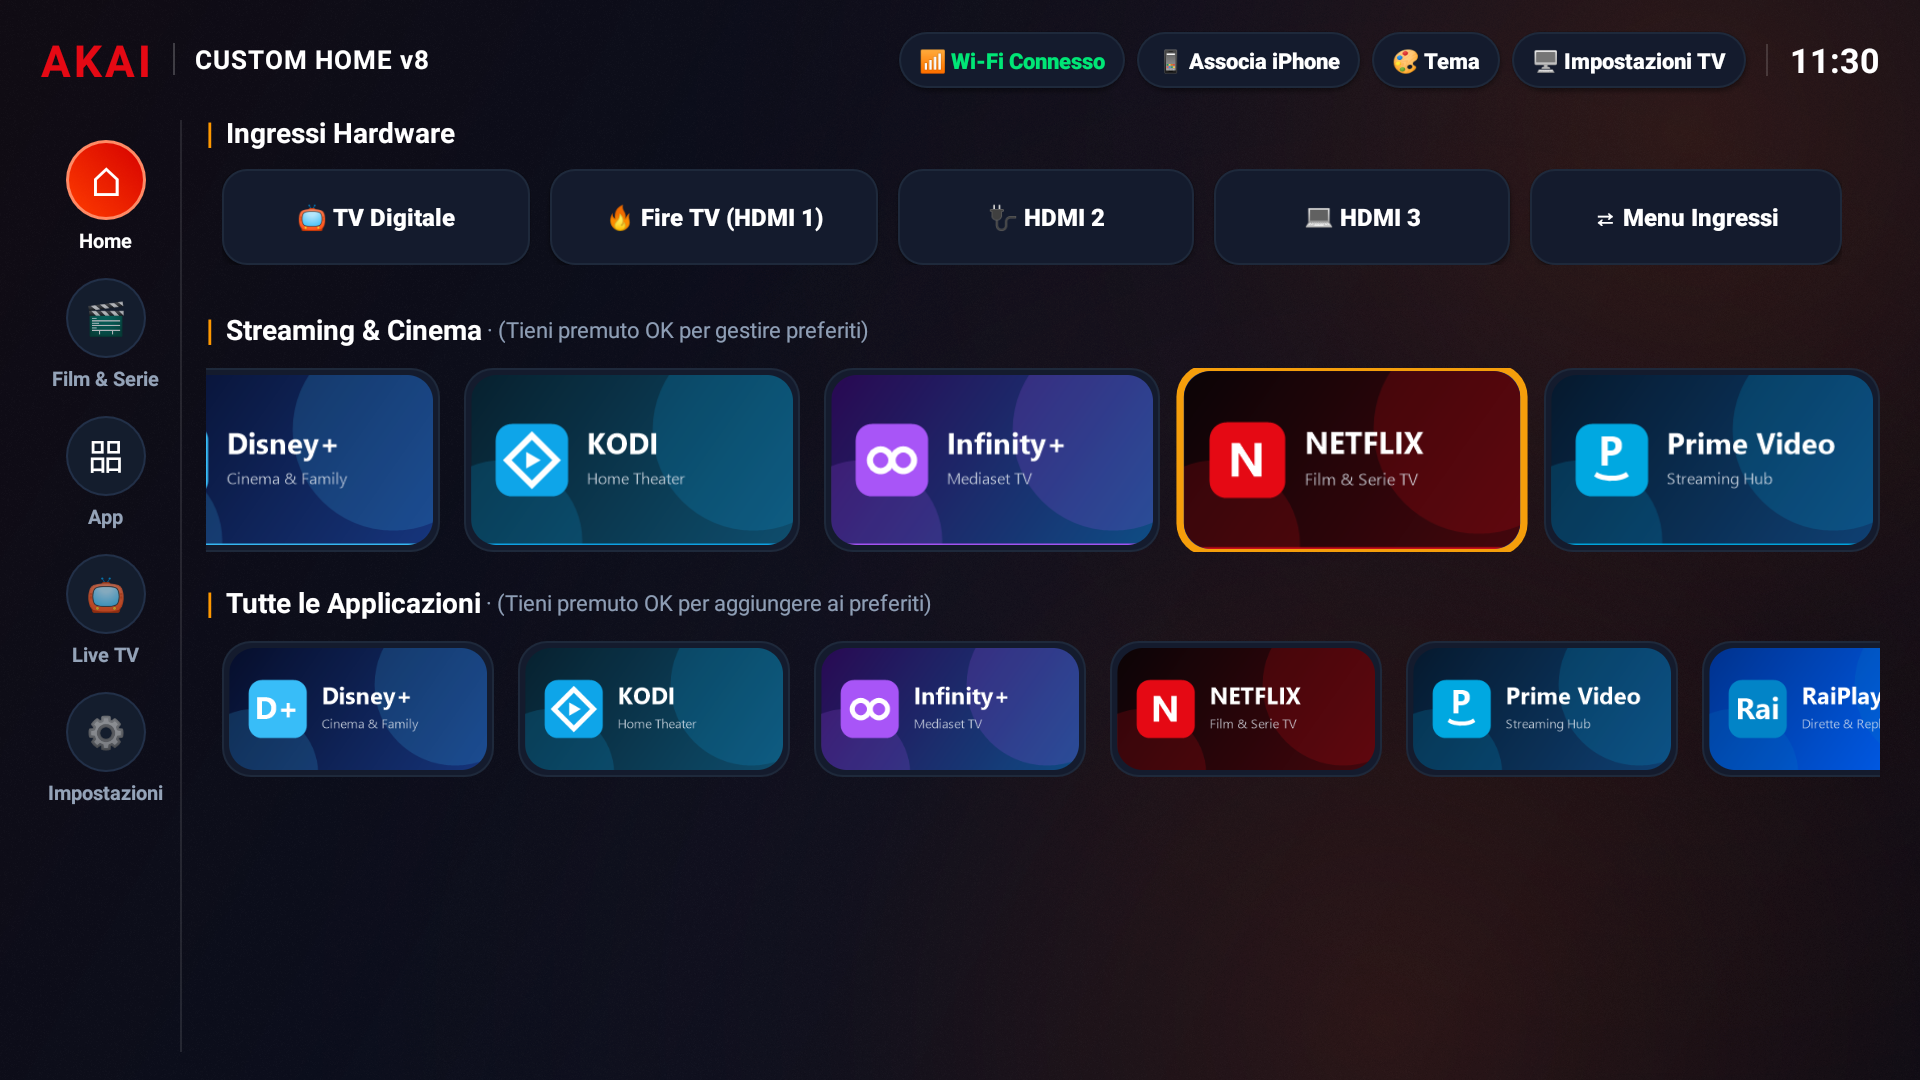 AKAI
CUSTOM HOME v8
Wi-Fi Connesso
Associa iPhone
Tema
Impostazioni TV
11:30
Home
Film & Serie
App
Live TV
Impostazioni
Ingressi Hardware
TV Digitale
Fire TV (HDMI 1)
HDMI 2
HDMI 3
Menu Ingressi
Streaming & Cinema · (Tieni premuto OK per gestire preferiti)
Disney+
Cinema & Family
KODI
Home Theater
Infinity+
Mediaset TV
N
NETFLIX
Film & Serie TV
P
Prime Video
Streaming Hub
Tutte le Applicazioni · (Tieni premuto OK per aggiungere ai preferiti)
D+
Disney+
Cinema & Family
KODI
Home Theater
Infinity+
Mediaset TV
N
NETFLIX
Film & Serie TV
P
Prime Video
Streaming Hub
Rai
RaiPlay
Dirette & Repl